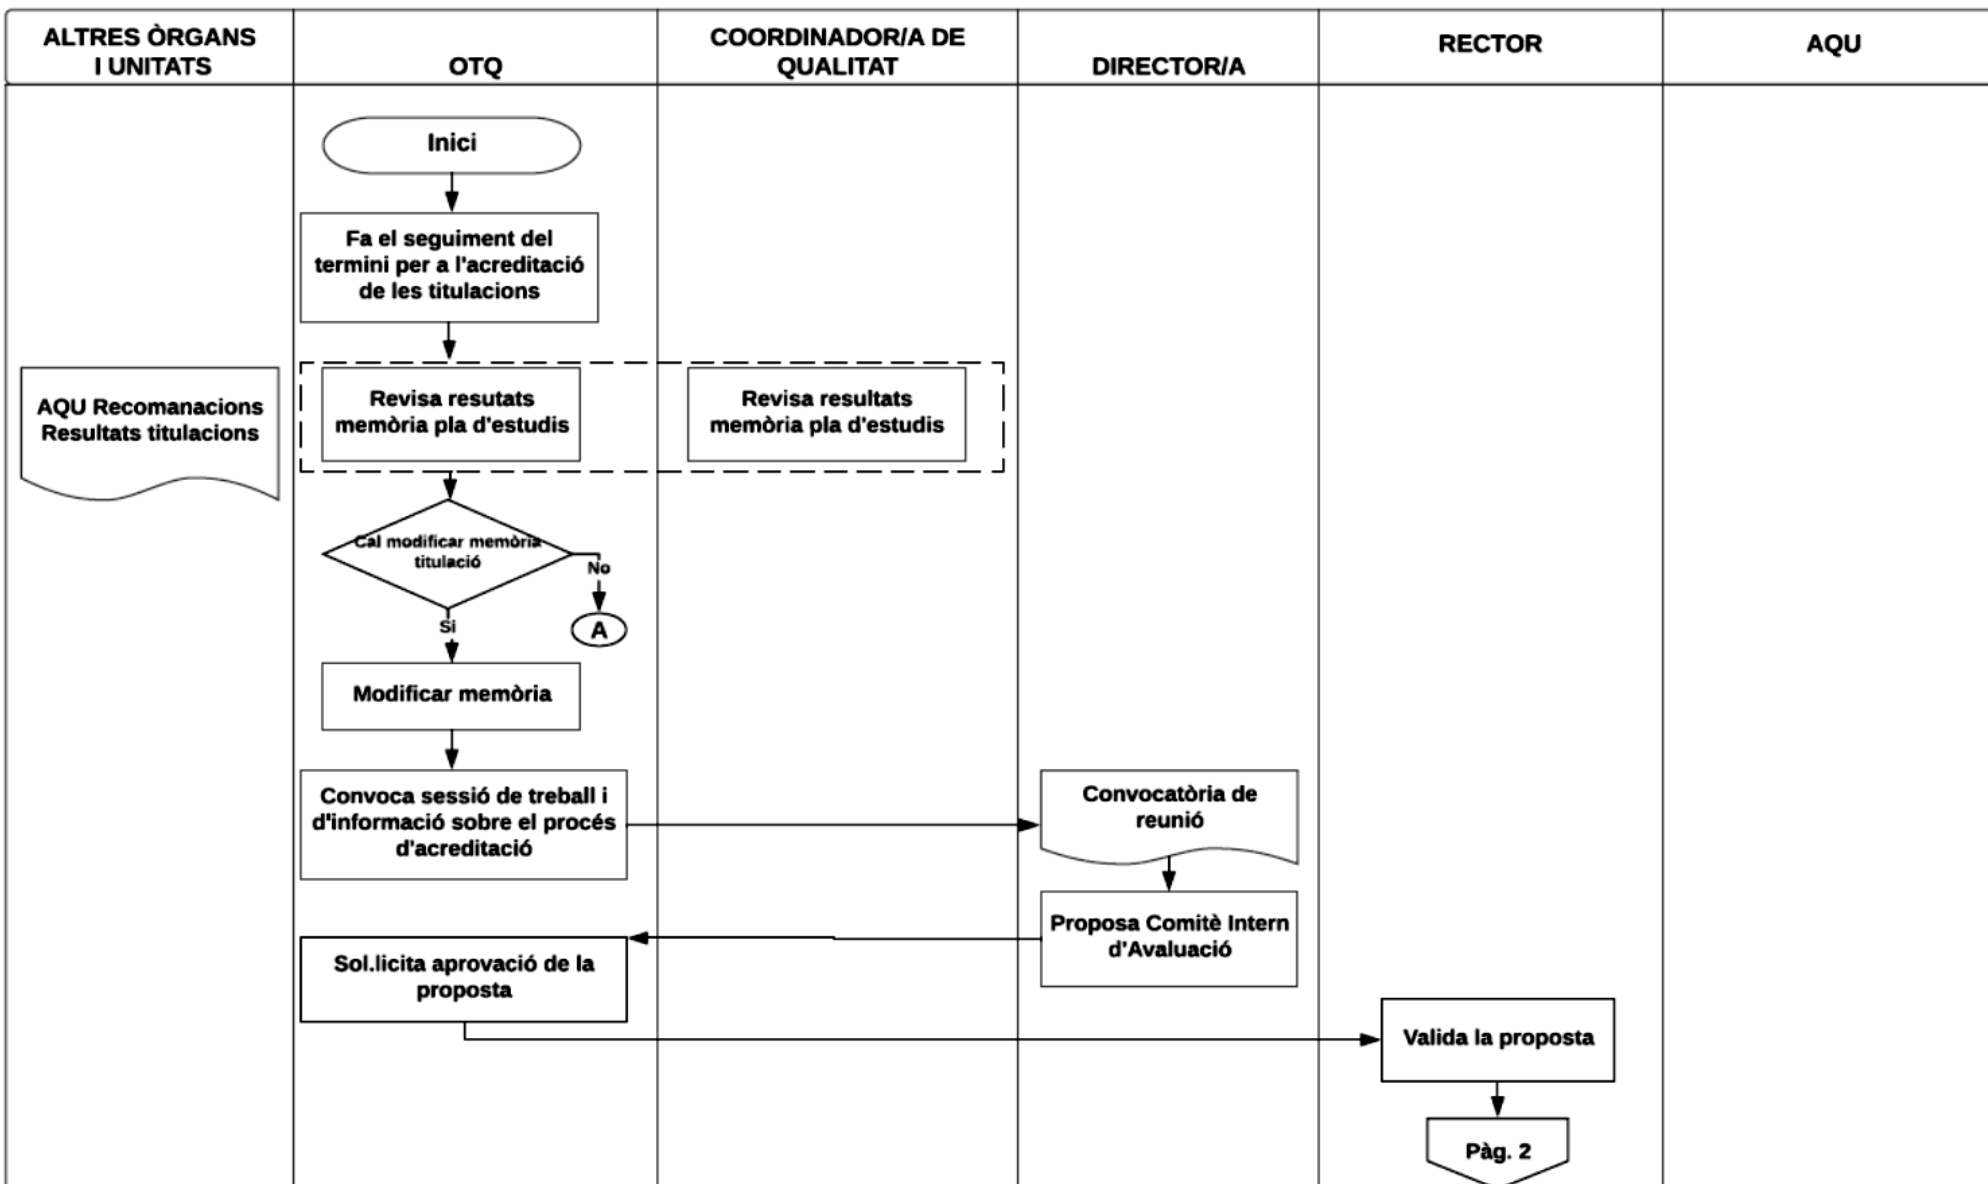 ALTRES ÒRGANS
I UNITATS
OTQ
COORDINADOR/A DE
QUALITAT
DIRECTOR/A
RECTOR
AQU
Inici
Fa el seguiment del
termini per a l'acreditació
de les titulacions
AQU Recomanacions
Resultats titulacions
Revisa resutats
memòria pla d'estudis
Revisa resultats
memòria pla d'estudis
Cal modificar memòria
titulació
No
A
Si
Modificar memòria
Convoca sessió de treball i
d'informació sobre el procés
d'acreditació
Convocatòria de
reunió
Proposa Comitè Intern
d'Avaluació
Sol.licita aprovació de la
proposta
Valida la proposta
Pàg. 2